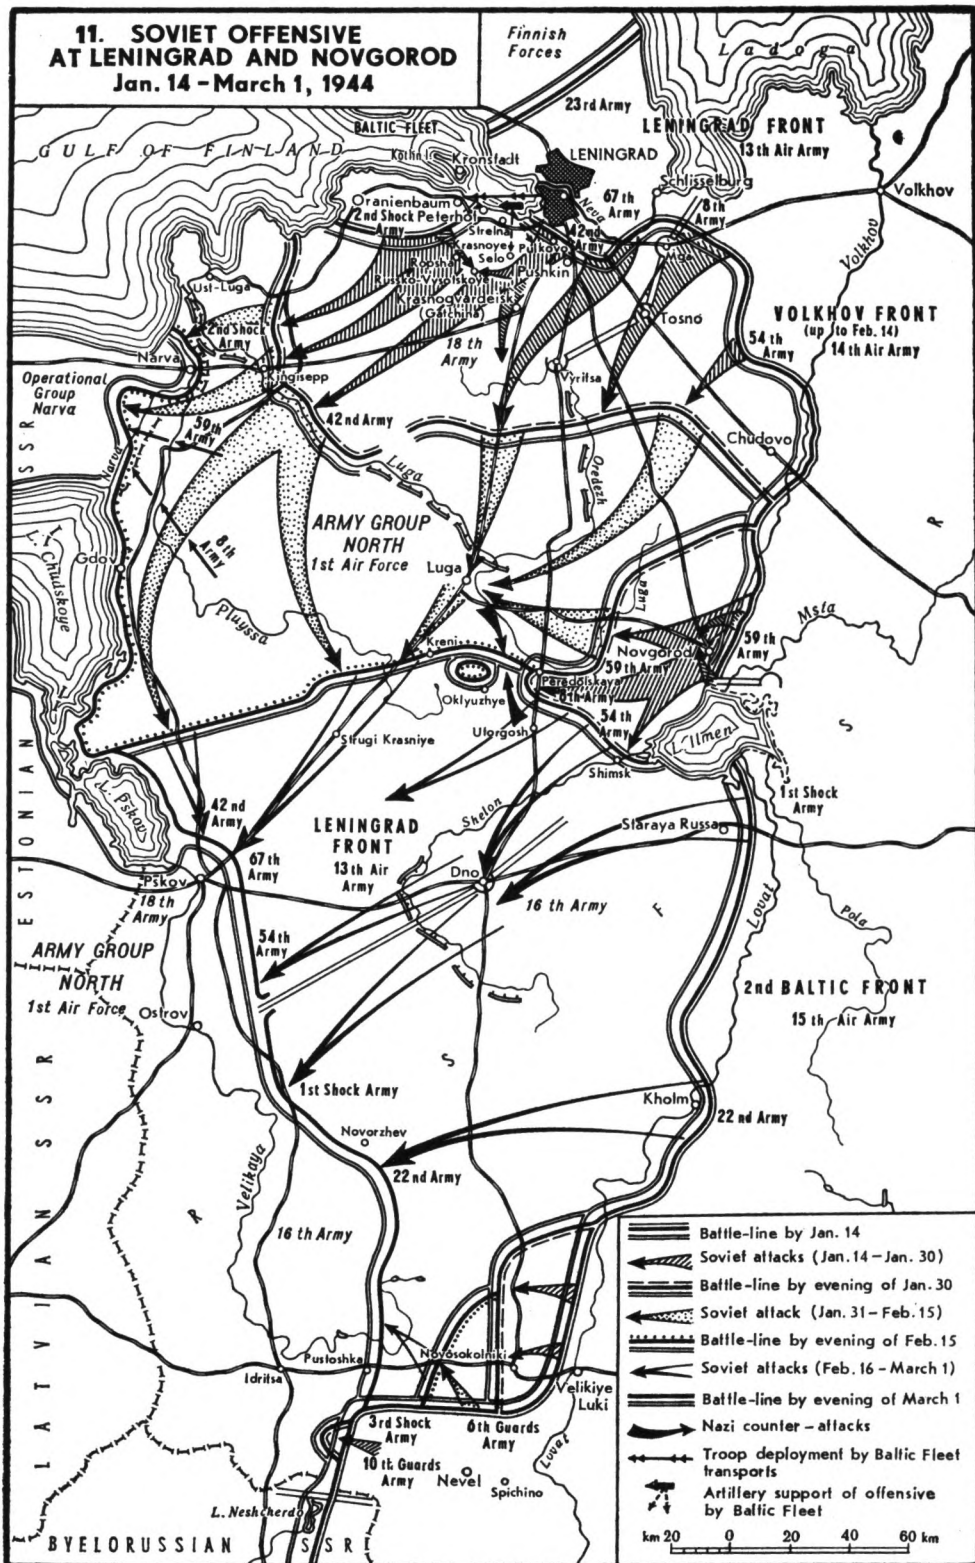 11. SOVIET OFFENSIVE
AT LENINGRAD AND NOVGOROD
Jan. 14 – March 1, 1944
Finnish
Forces
Ladoga
23rd Army
BALTIC FLEET
LENINGRAD FRONT
13th Air Army
GULF OF FINLAND
Kotlin I.
Kronstadt
LENINGRAD
Schlisselburg
Volkhov
Oranienbaum
Peterhof
2nd Shock
Army
Neva
67th
Army
8th
Army
42nd
Army
Strelna
Krasnoye
Selo
Pulkovo
Pushkin
Mga
Volkhov
Ropsha
Russko-Vysotskoye
Krasnogvardeisk
(Gatchina)
Ust-Luga
2nd Shock
Army
18th
Army
Tosno
VOLKHOV FRONT
(up to Feb. 14)
14th Air Army
54th
Army
Narva
Kingisepp
Vyritsa
Operational
Group
Narva
59th
Army
42nd Army
Chudovo
Narva
Luga
Oredezh
ARMY GROUP
NORTH
1st Air Force
8th
Army
L. Chudskoye
Gdov
Luga
Luga
Msta
Plyussa
Kreni
Novgorod
59th
Army
59th Army
Peredolskaya
8th Army
Oklyuzhye
54th
Army
Strugi Krasniye
Utorgosh
L. Ilmen
Shimsk
1st Shock
Army
L. Pskov
42nd
Army
LENINGRAD
FRONT
13th Air
Army
Shelon
Staraya Russa
67th
Army
Pskov
18th
Army
Dno
16th Army
Lovat
Pola
54th
Army
ARMY GROUP
NORTH
1st Air Force
2nd BALTIC FRONT
15th Air Army
Ostrov
1st Shock Army
Kholm
22nd Army
Novorzhev
22nd Army
Velikaya
16th Army
ESTONIAN SSR
LATVIAN SSR
R S F S R
Pustoshka
Novosokolniki
Idritsa
Velikiye
Luki
3rd Shock
Army
6th Guards
Army
10th Guards
Army
Nevel
Spichino
Lovat
L. Neshcherdo
BYELORUSSIAN SSR
Battle-line by Jan. 14
Soviet attacks (Jan. 14 – Jan. 30)
Battle-line by evening of Jan. 30
Soviet attack (Jan. 31 – Feb. 15)
Battle-line by evening of Feb. 15
Soviet attacks (Feb. 16 – March 1)
Battle-line by evening of March 1
Nazi counter – attacks
Troop deployment by Baltic Fleet
transports
Artillery support of offensive
by Baltic Fleet
km 20 0 20 40 60 km